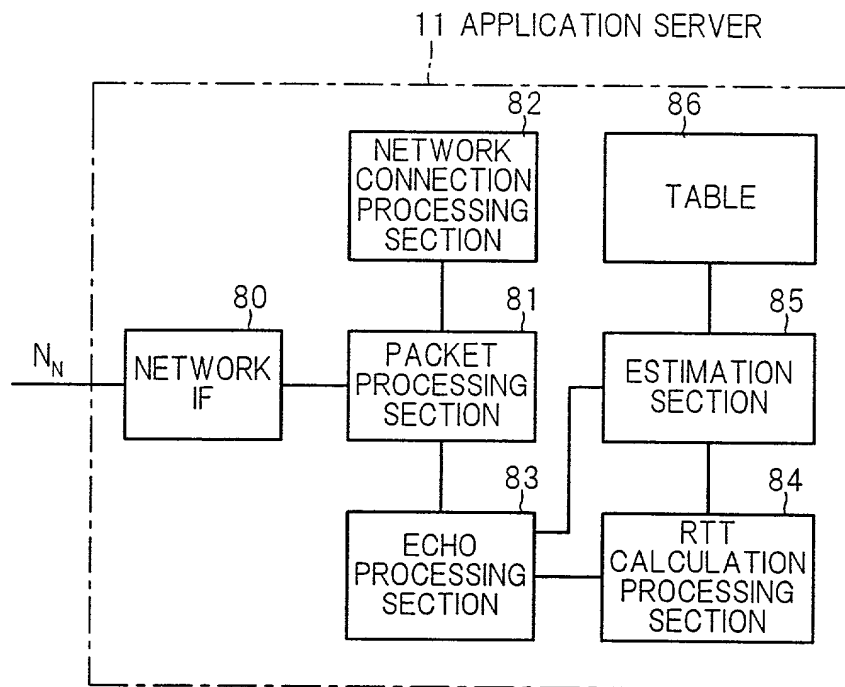 11 APPLICATION SERVER
82
NETWORK
CONNECTION
PROCESSING
SECTION
86
TABLE
80
N_N
NETWORK
IF
81
PACKET
PROCESSING
SECTION
85
ESTIMATION
SECTION
83
ECHO
PROCESSING
SECTION
84
RTT
CALCULATION
PROCESSING
SECTION